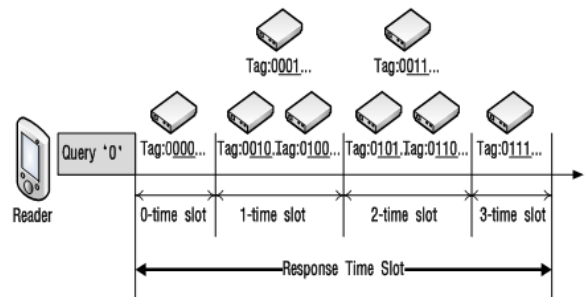 Tag:0001... Tag:0011...
Query '0' Tag:0000... Tag:0010.. Tag:0100... Tag:0101.. Tag:0110... Tag:0111...
Reader 0-time slot 1-time slot 2-time slot 3-time slot
Response Time Slot